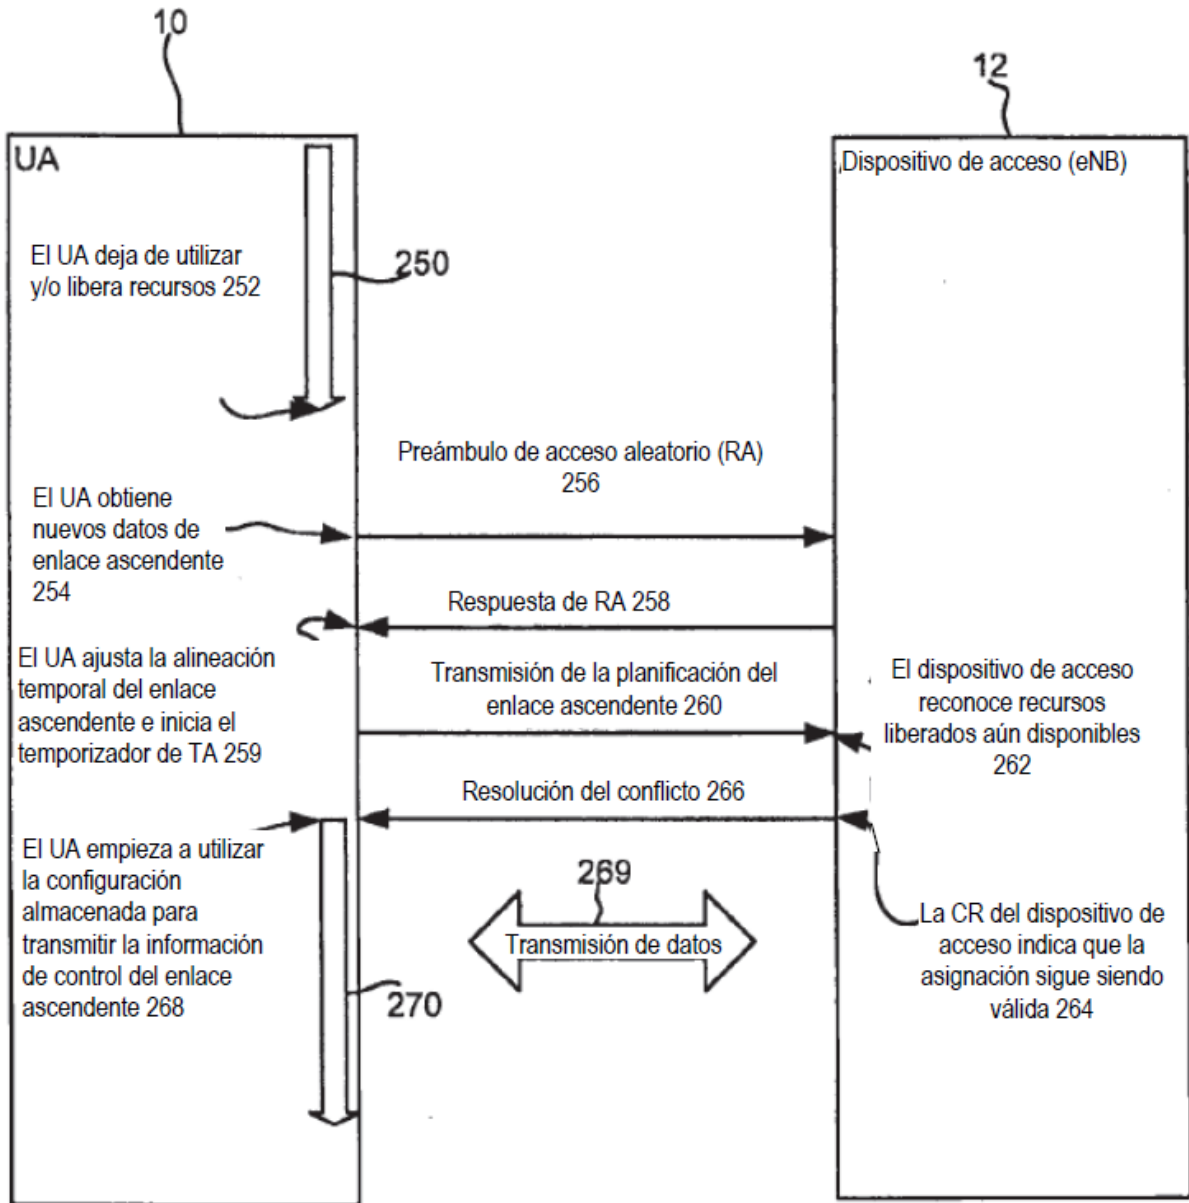 10
12
UA
Dispositivo de acceso (eNB)
El UA deja de utilizar
y/o libera recursos 252
250
Preámbulo de acceso aleatorio (RA)
256
El UA obtiene
nuevos datos de
enlace ascendente
254
Respuesta de RA 258
El UA ajusta la alineación
temporal del enlace
ascendente e inicia el
temporizador de TA 259
Transmisión de la planificación del
enlace ascendente 260
El dispositivo de acceso
reconoce recursos
liberados aún disponibles
262
Resolución del conflicto 266
El UA empieza a utilizar
la configuración
almacenada para
transmitir la información
de control del enlace
ascendente 268
269
Transmisión de datos
270
La CR del dispositivo de
acceso indica que la
asignación sigue siendo
válida 264